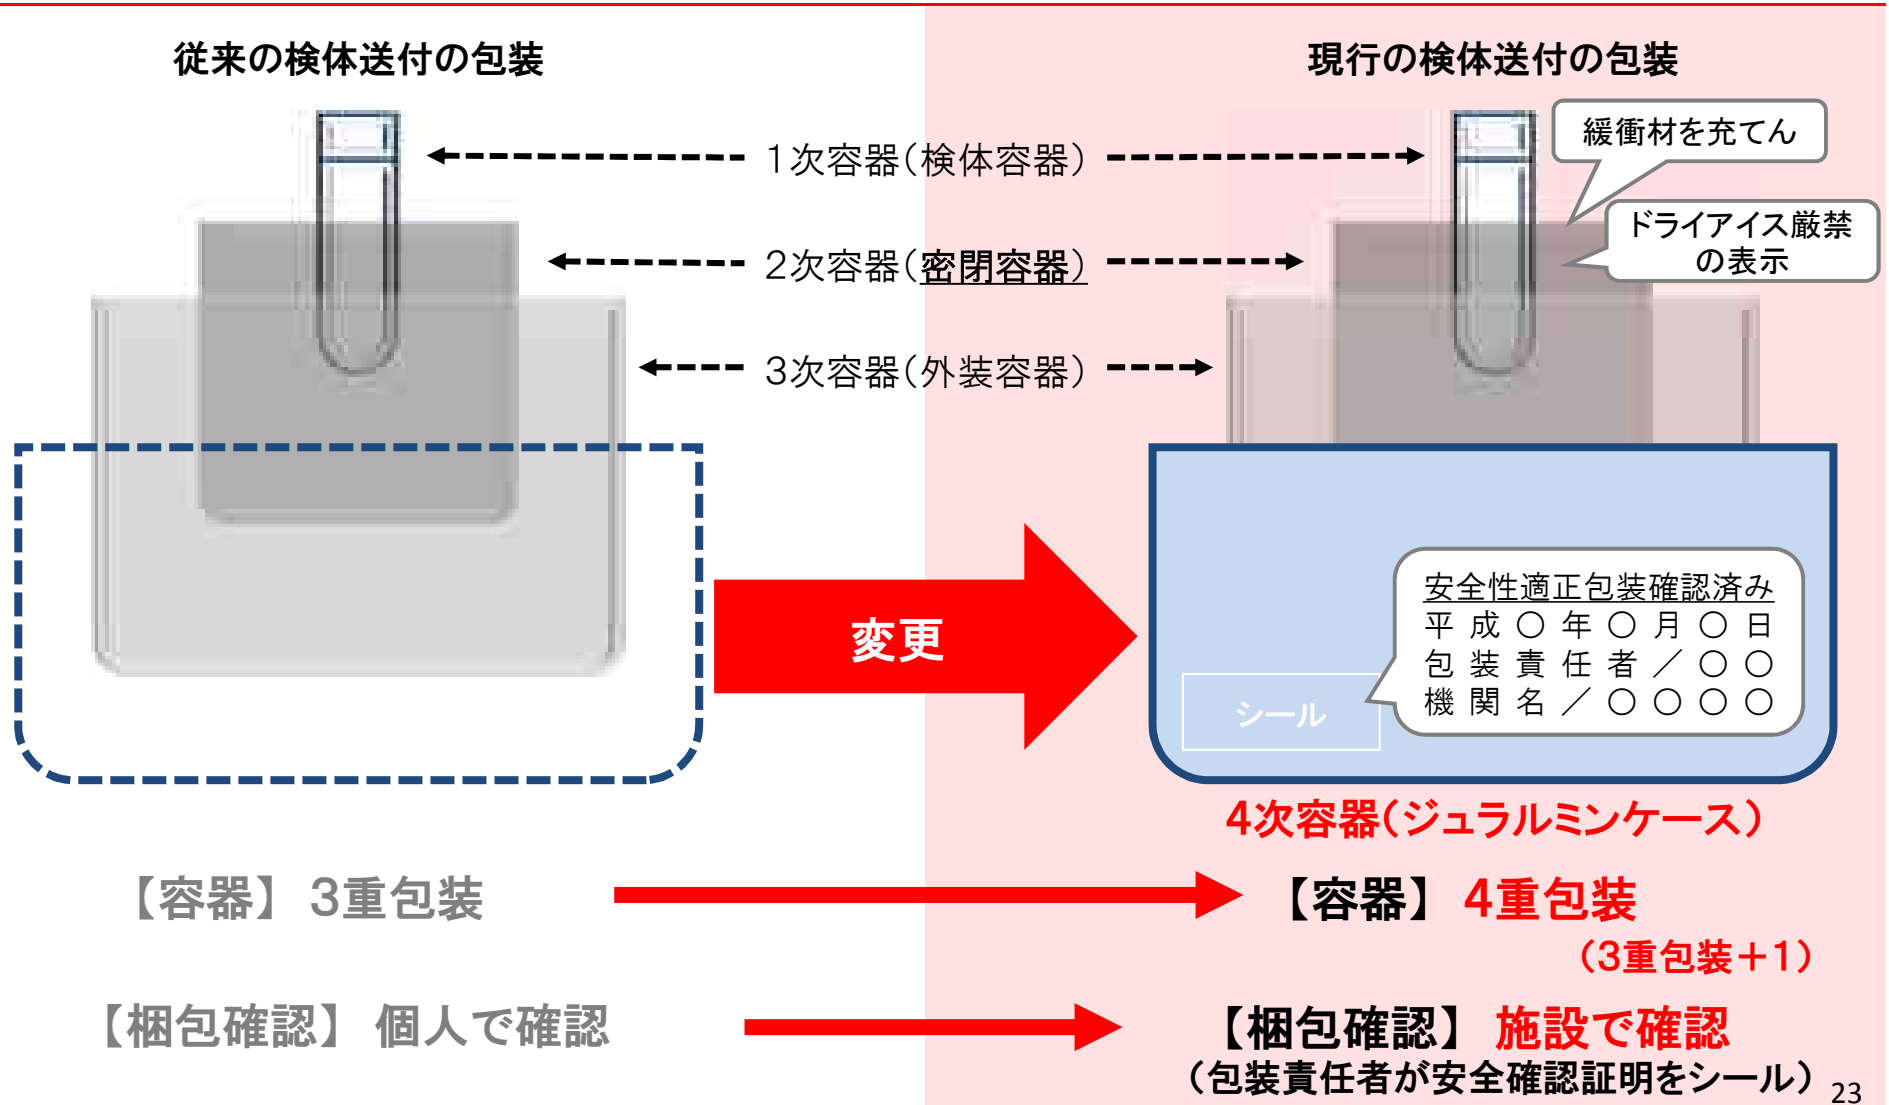 従来の検体送付の包装
現行の検体送付の包装
緩衝材を充てん
1次容器(検体容器)
ドライアイス厳禁
の表示
2次容器(密閉容器)
3次容器(外装容器)
変更
安全性適正包装確認済み
平成○年○月○日
包装責任者／○○
機関名／○○○○
シール
4次容器(ジュラルミンケース)
【容器】3重包装
【容器】4重包装
(3重包装＋1)
【梱包確認】個人で確認
【梱包確認】施設で確認
(包装責任者が安全確認証明をシール)
23